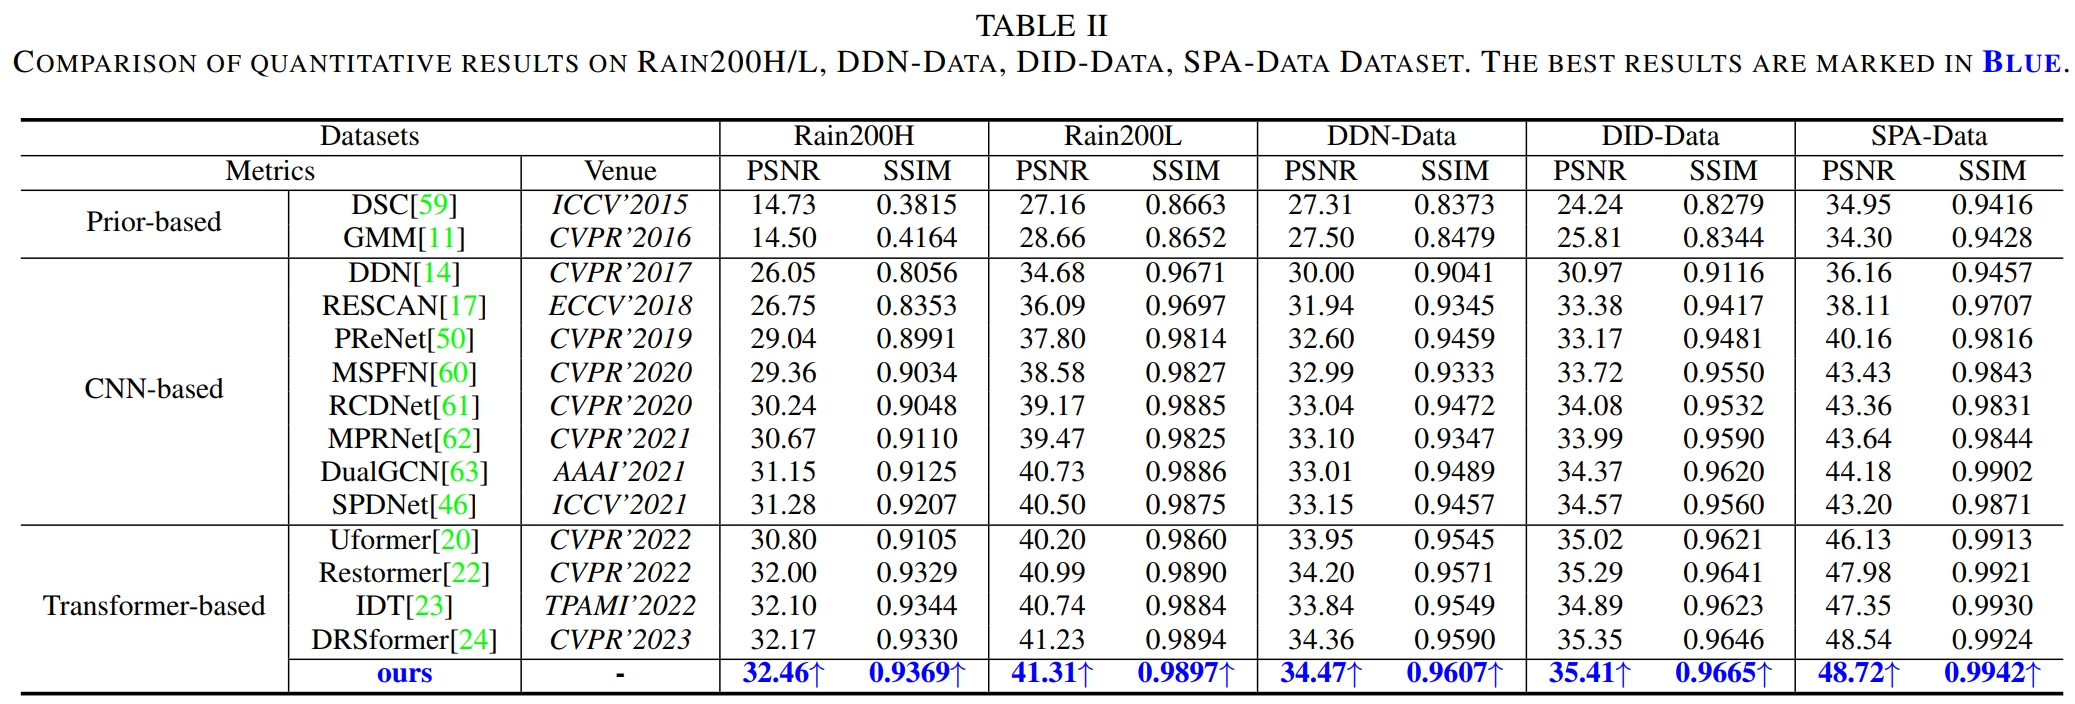 TABLE II
COMPARISON OF QUANTITATIVE RESULTS ON RAIN200H/L, DDN-DATA, DID-DATA, SPA-DATA DATASET. THE BEST RESULTS ARE MARKED IN BLUE.
Datasets Rain200H Rain200L DDN-Data DID-Data SPA-Data
Metrics Venue PSNR SSIM PSNR SSIM PSNR SSIM PSNR SSIM PSNR SSIM
Prior-based DSC[59] ICCV’2015 14.73 0.3815 27.16 0.8663 27.31 0.8373 24.24 0.8279 34.95 0.9416
GMM[11] CVPR’2016 14.50 0.4164 28.66 0.8652 27.50 0.8479 25.81 0.8344 34.30 0.9428
CNN-based DDN[14] CVPR’2017 26.05 0.8056 34.68 0.9671 30.00 0.9041 30.97 0.9116 36.16 0.9457
RESCAN[17] ECCV’2018 26.75 0.8353 36.09 0.9697 31.94 0.9345 33.38 0.9417 38.11 0.9707
PReNet[50] CVPR’2019 29.04 0.8991 37.80 0.9814 32.60 0.9459 33.17 0.9481 40.16 0.9816
MSPFN[60] CVPR’2020 29.36 0.9034 38.58 0.9827 32.99 0.9333 33.72 0.9550 43.43 0.9843
RCDNet[61] CVPR’2020 30.24 0.9048 39.17 0.9885 33.04 0.9472 34.08 0.9532 43.36 0.9831
MPRNet[62] CVPR’2021 30.67 0.9110 39.47 0.9825 33.10 0.9347 33.99 0.9590 43.64 0.9844
DualGCN[63] AAAI’2021 31.15 0.9125 40.73 0.9886 33.01 0.9489 34.37 0.9620 44.18 0.9902
SPDNet[46] ICCV’2021 31.28 0.9207 40.50 0.9875 33.15 0.9457 34.57 0.9560 43.20 0.9871
Transformer-based Uformer[20] CVPR’2022 30.80 0.9105 40.20 0.9860 33.95 0.9545 35.02 0.9621 46.13 0.9913
Restormer[22] CVPR’2022 32.00 0.9329 40.99 0.9890 34.20 0.9571 35.29 0.9641 47.98 0.9921
IDT[23] TPAMI’2022 32.10 0.9344 40.74 0.9884 33.84 0.9549 34.89 0.9623 47.35 0.9930
DRSformer[24] CVPR’2023 32.17 0.9330 41.23 0.9894 34.36 0.9590 35.35 0.9646 48.54 0.9924
ours - 32.46↑ 0.9369↑ 41.31↑ 0.9897↑ 34.47↑ 0.9607↑ 35.41↑ 0.9665↑ 48.72↑ 0.9942↑